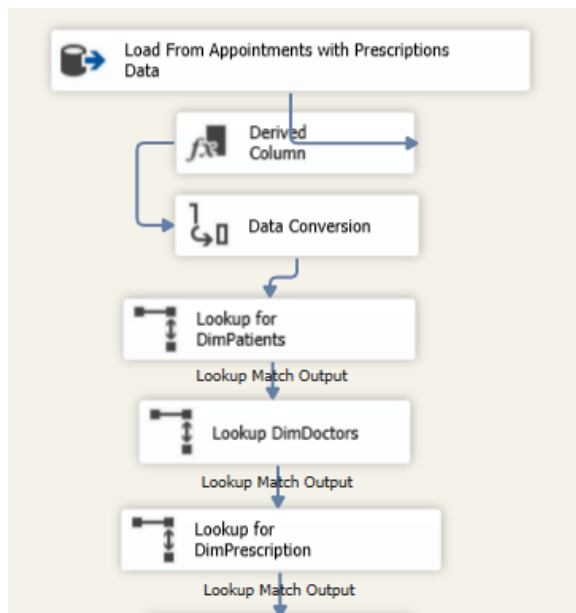 Load From Appointments with Prescriptions
Data
Derived
Column
Data Conversion
Lookup for
DimPatients
Lookup Match Output
Lookup DimDoctors
Lookup Match Output
Lookup for
DimPrescription
Lookup Match Output